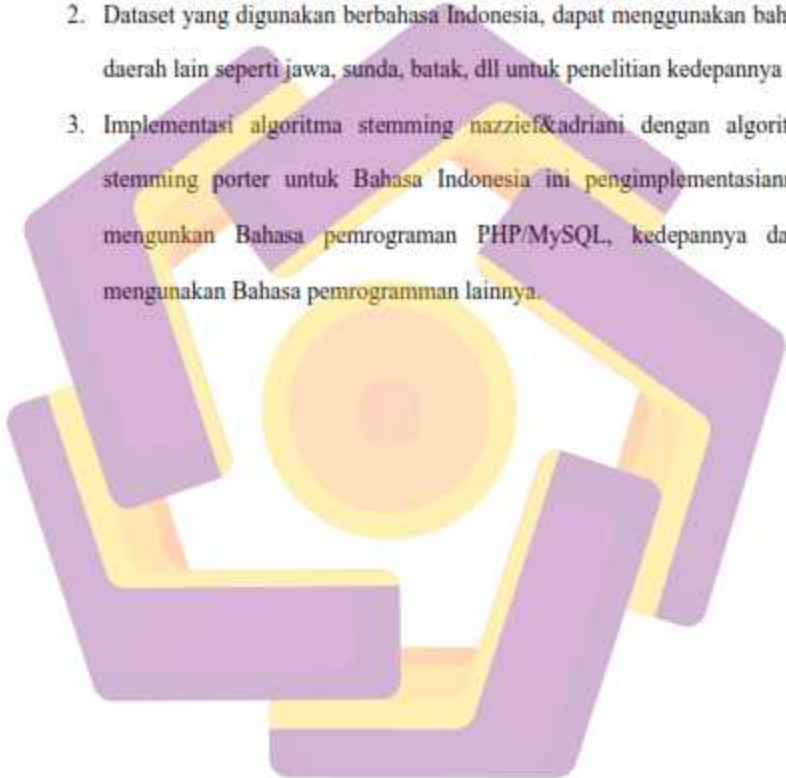 2. Dataset yang digunakan berbahasa Indonesia, dapat menggunakan bah
daerah lain seperti jawa, sunda, batak, dll untuk penelitian kedepannya
3. Implementasi algoritma stemming nazzief&adriani dengan algorit
stemming porter untuk Bahasa Indonesia ini pengimplementasiann
mengunkan Bahasa pemrograman PHP/MySQL, kedepannya da
mengunakan Bahasa pemrogramman lainnya.